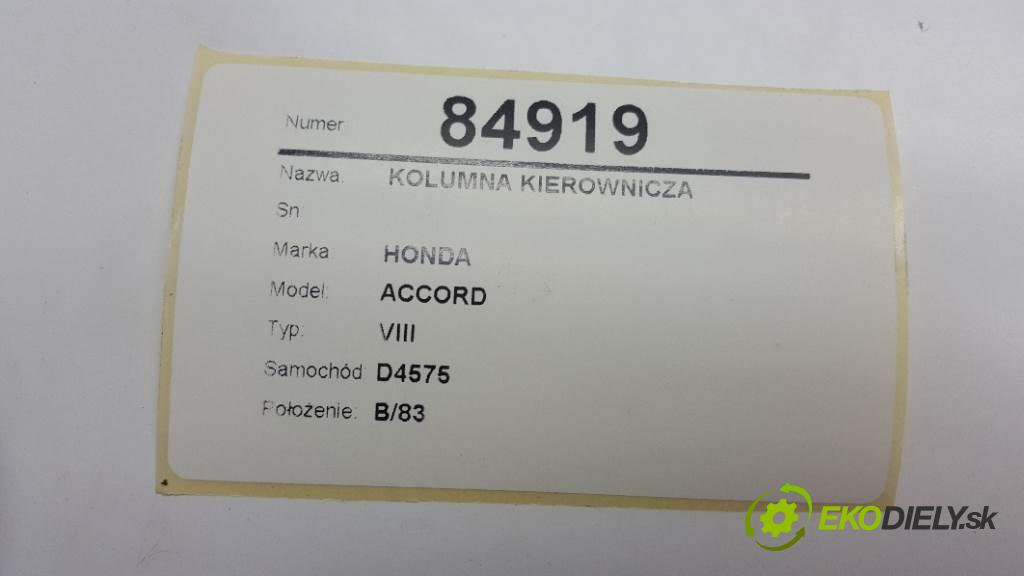 Numer 84919
Nazwa: KOLUMNA KIEROWNICZA
Sn:
Marka: HONDA
Model: ACCORD
Typ: VIII
Samochód: D4575
Położenie: B/83
EKODIELY.sk